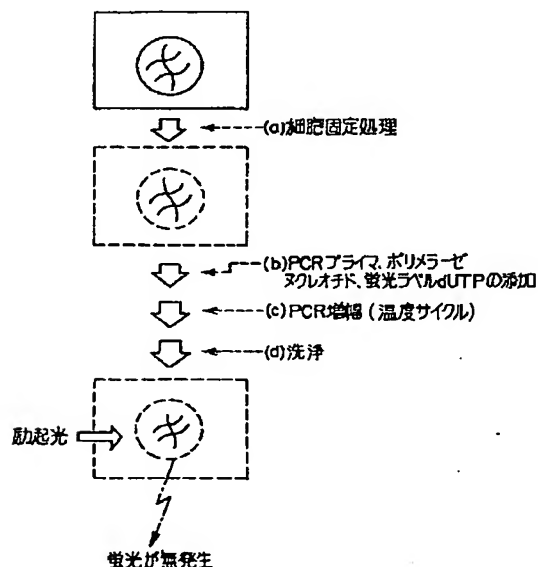 (a)細胞固定処理
(b)PCRプライマ、ポリメラーゼ
ヌクレオチド、蛍光ラベルdUTPの添加
(c)PCR増幅(温度サイクル)
(d)洗浄
励起光
蛍光が無発生